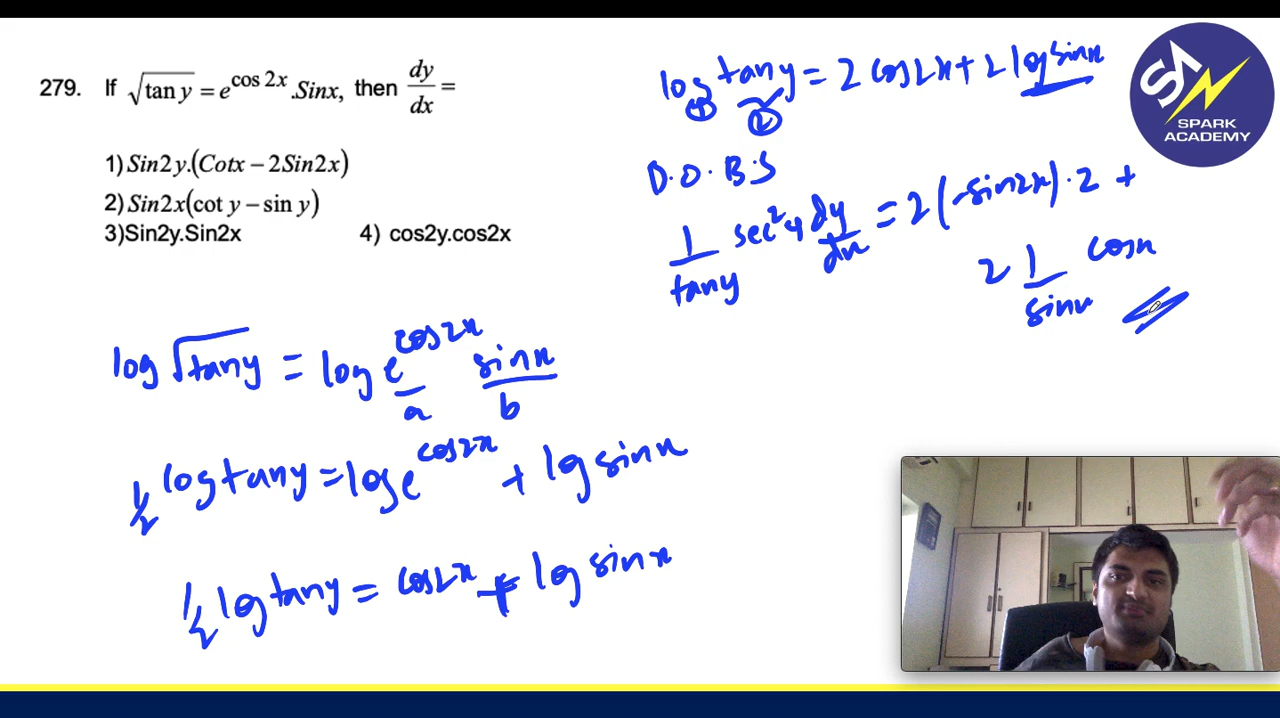 279. If √tan y = e^cos 2x .Sinx, then dy/dx =
1) Sin2y.(Cotx − 2Sin2x)
2) Sin2x(cot y − sin y)
3)Sin2y.Sin2x 4) cos2y.cos2x
log √tany = log e^cos2x sinx
a b
1/2 log tany = log e^cos2x + log sinx
1/2 log tany = cos2x + log sinx
log tany = 2 cos2x + 2 log sinx
1 2
D.O.B.S
1/tany sec²y dy/dx = 2(-sin2x).2 +
2 1/sinx cosx
SPARK
ACADEMY